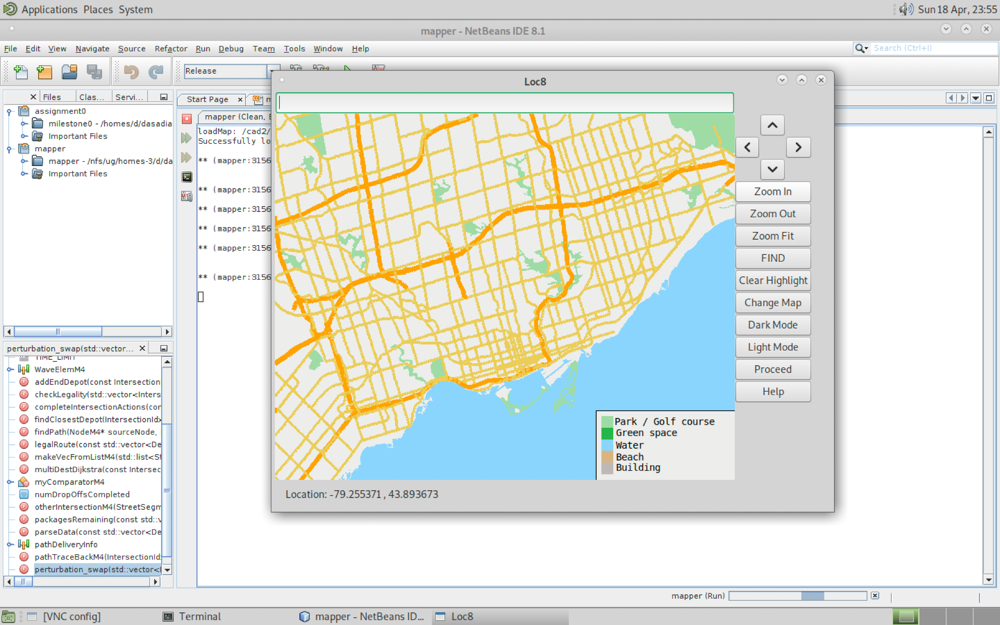 Applications Places System
Sun 18 Apr, 23:55
mapper - NetBeans IDE 8.1
File Edit View Navigate Source Refactor Run Debug Team Tools Window Help
Search (Ctrl+I)
Release
Files Clas... Servi...
assignment0
milestone0 - /homes/d/dasadia
Important Files
mapper
mapper - /nfs/ug/homes-3/d/da
Important Files
perturbation_swap(std::vector...
TIME_LIMIT
WaveElemM4
addEndDepot(const Intersection
checkLegality(std::vector<Inters
completeIntersectionActions(cor
findClosestDepot(IntersectionIdx
findPath(NodeM4* sourceNode,
legalRoute(const std::vector<De
makeVecFromListM4(std::list<St
multiDestDijkstra(const Intersec
myComparatorM4
numDropOffsCompleted
otherIntersectionM4(StreetSegm
packagesRemaining(const std::v
parseData(const std::vector<De
pathDeliveryInfo
pathTraceBackM4(IntersectionId
perturbation_swap(std::vector<I
Start Page
m
mapper (Clean, B
loadMap: /cad2/
Successfully lo
** (mapper:3156
** (mapper:3156
** (mapper:3156
** (mapper:3156
** (mapper:3156
** (mapper:3156
Loc8
Zoom In
Zoom Out
Zoom Fit
FIND
Clear Highlight
Change Map
Dark Mode
Light Mode
Proceed
Help
Park / Golf course
Green space
Water
Beach
Building
Location: -79.255371 , 43.893673
mapper (Run)
[VNC config]
Terminal
mapper - NetBeans ID...
Loc8